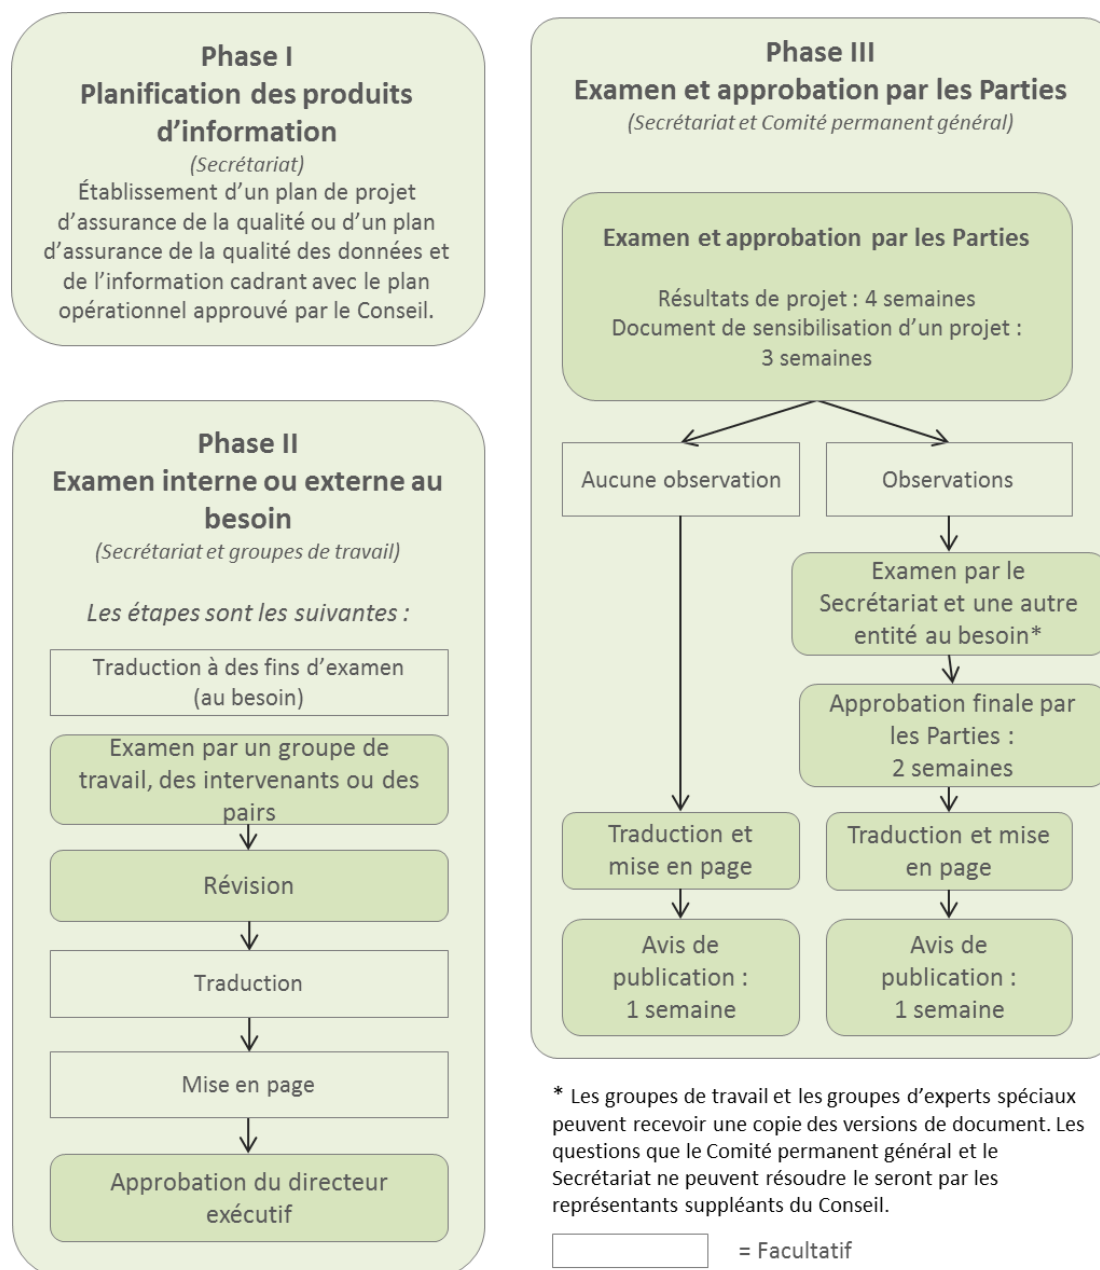 Phase I
Planification des produits
d’information
(Secrétariat)
Établissement d’un plan de projet
d’assurance de la qualité ou d’un plan
d’assurance de la qualité des données et
de l’information cadrant avec le plan
opérationnel approuvé par le Conseil.
Phase II
Examen interne ou externe au
besoin
(Secrétariat et groupes de travail)
Les étapes sont les suivantes :
Traduction à des fins d’examen
(au besoin)
Examen par un groupe de
travail, des intervenants ou des
pairs
Révision
Traduction
Mise en page
Approbation du directeur
exécutif
Phase III
Examen et approbation par les Parties
(Secrétariat et Comité permanent général)
Examen et approbation par les Parties
Résultats de projet : 4 semaines
Document de sensibilisation d’un projet :
3 semaines
Aucune observation
Observations
Examen par le
Secrétariat et une autre
entité au besoin*
Approbation finale par
les Parties :
2 semaines
Traduction et
mise en page
Traduction et mise
en page
Avis de
publication :
1 semaine
Avis de
publication :
1 semaine
* Les groupes de travail et les groupes d’experts spéciaux
peuvent recevoir une copie des versions de document. Les
questions que le Comité permanent général et le
Secrétariat ne peuvent résoudre le seront par les
représentants suppléants du Conseil.
= Facultatif